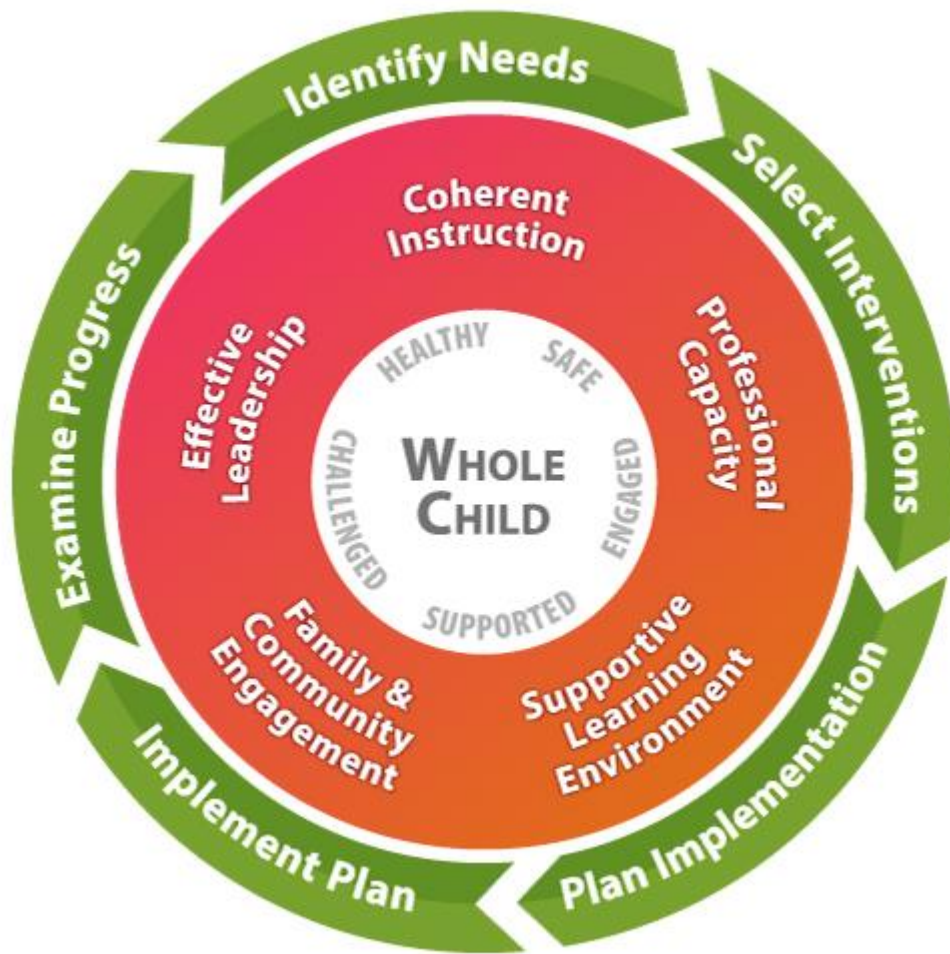 Identify Needs
Select Interventions
Plan Implementation
Implement Plan
Examine Progress
Coherent
Instruction
Professional
Capacity
Supportive
Learning
Environment
Family &
Community
Engagement
Effective
Leadership
HEALTHY
SAFE
ENGAGED
SUPPORTED
CHALLENGED
WHOLE
CHILD